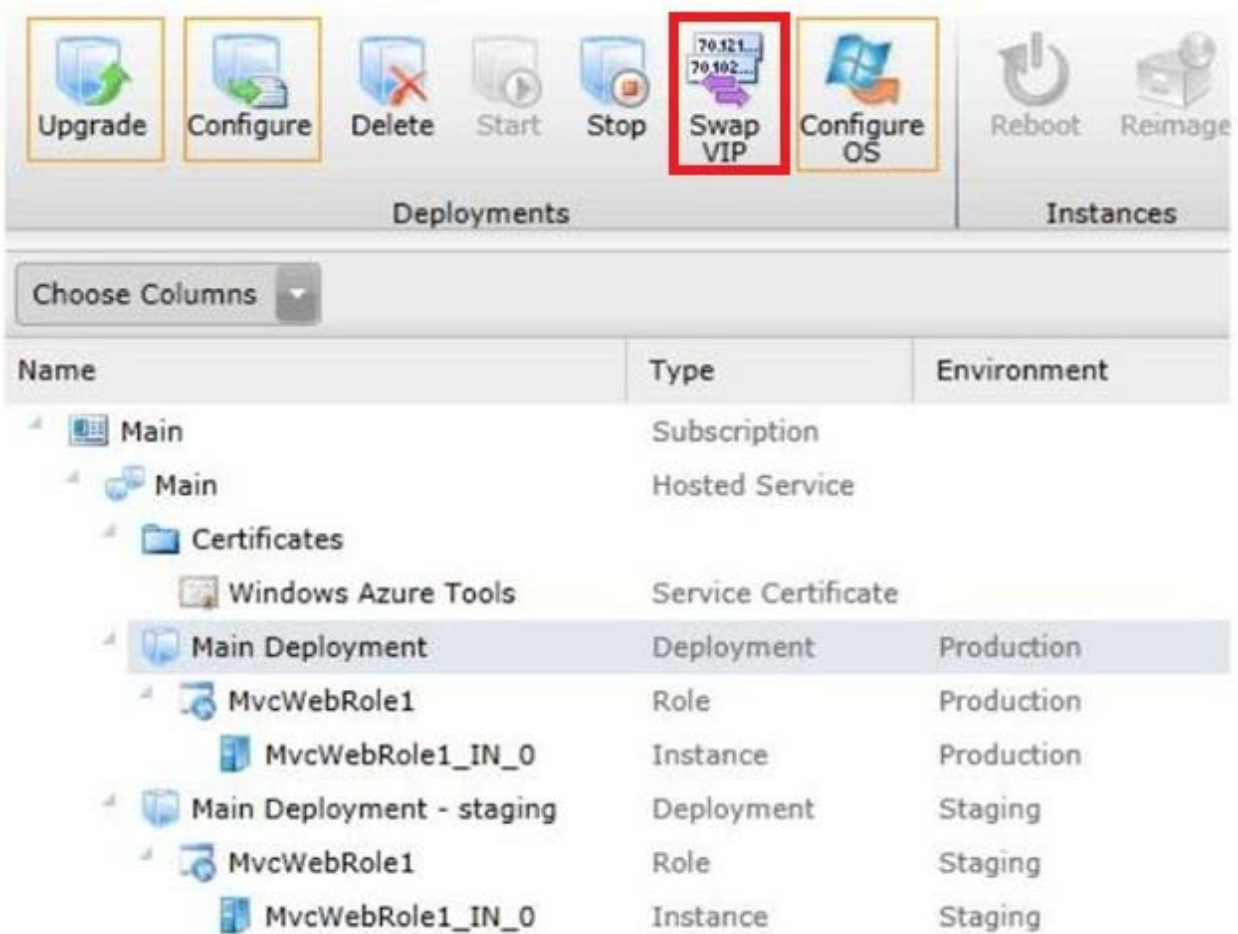 70.121...
70.102...
Upgrade Configure Delete Start Stop Swap VIP Configure OS Reboot Reimage
Deployments Instances
Choose Columns
Name Type Environment
Main Subscription
Main Hosted Service
Certificates
Windows Azure Tools Service Certificate
Main Deployment Deployment Production
MvcWebRole1 Role Production
MvcWebRole1_IN_0 Instance Production
Main Deployment - staging Deployment Staging
MvcWebRole1 Role Staging
MvcWebRole1_IN_0 Instance Staging